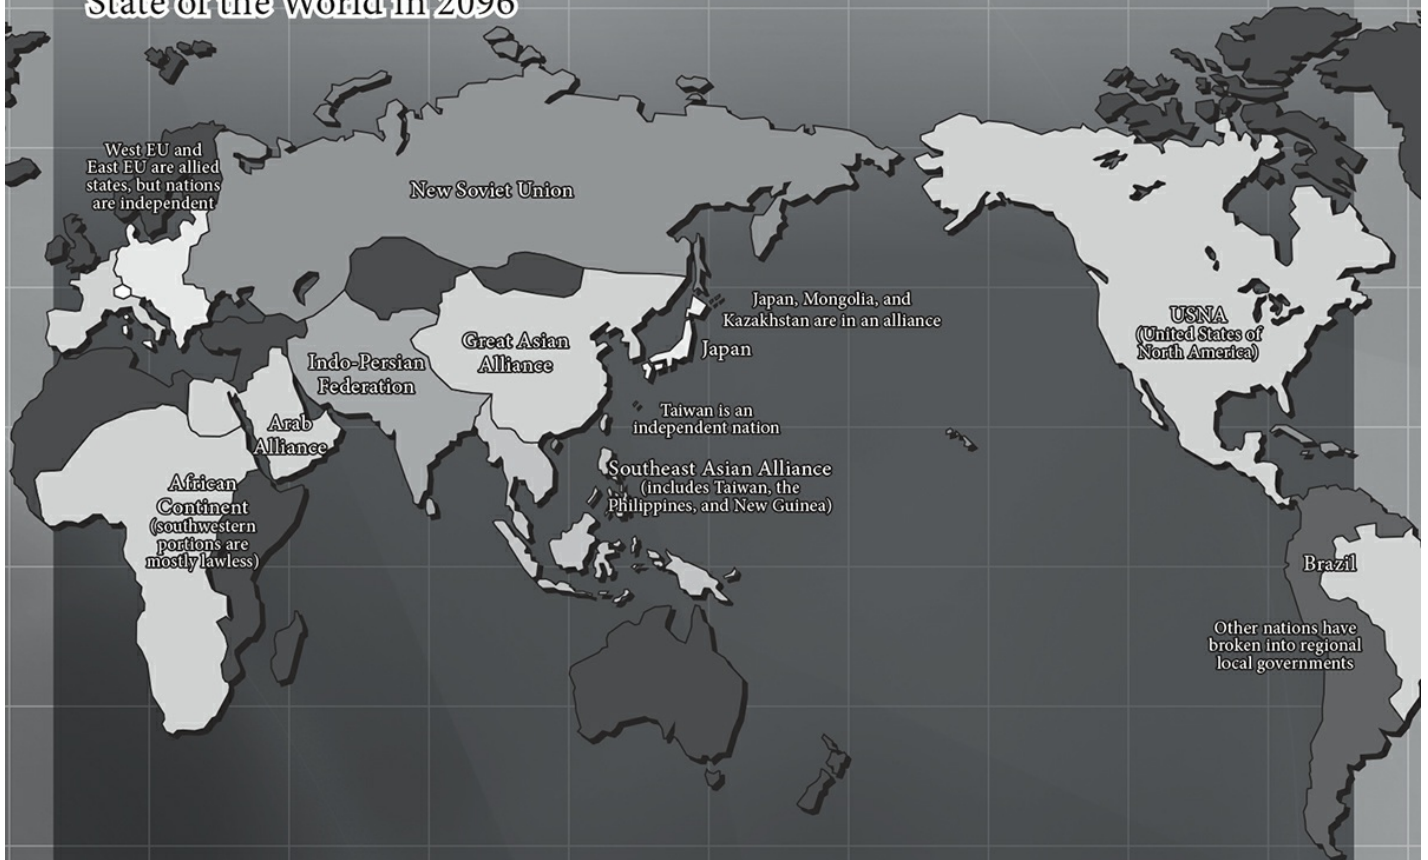 State of the World in 2096
West EU and
East EU are allied
states, but nations
are independent
New Soviet Union
Japan, Mongolia, and
Kazakhstan are in an alliance
USNA
(United States of
North America)
Great Asian
Alliance
Japan
Indo-Persian
Federation
Taiwan is an
independent nation
Arab
Alliance
Southeast Asian Alliance
(includes Taiwan, the
Philippines, and New Guinea)
African
Continent
(southwestern
portions are
mostly lawless)
Brazil
Other nations have
broken into regional
local governments